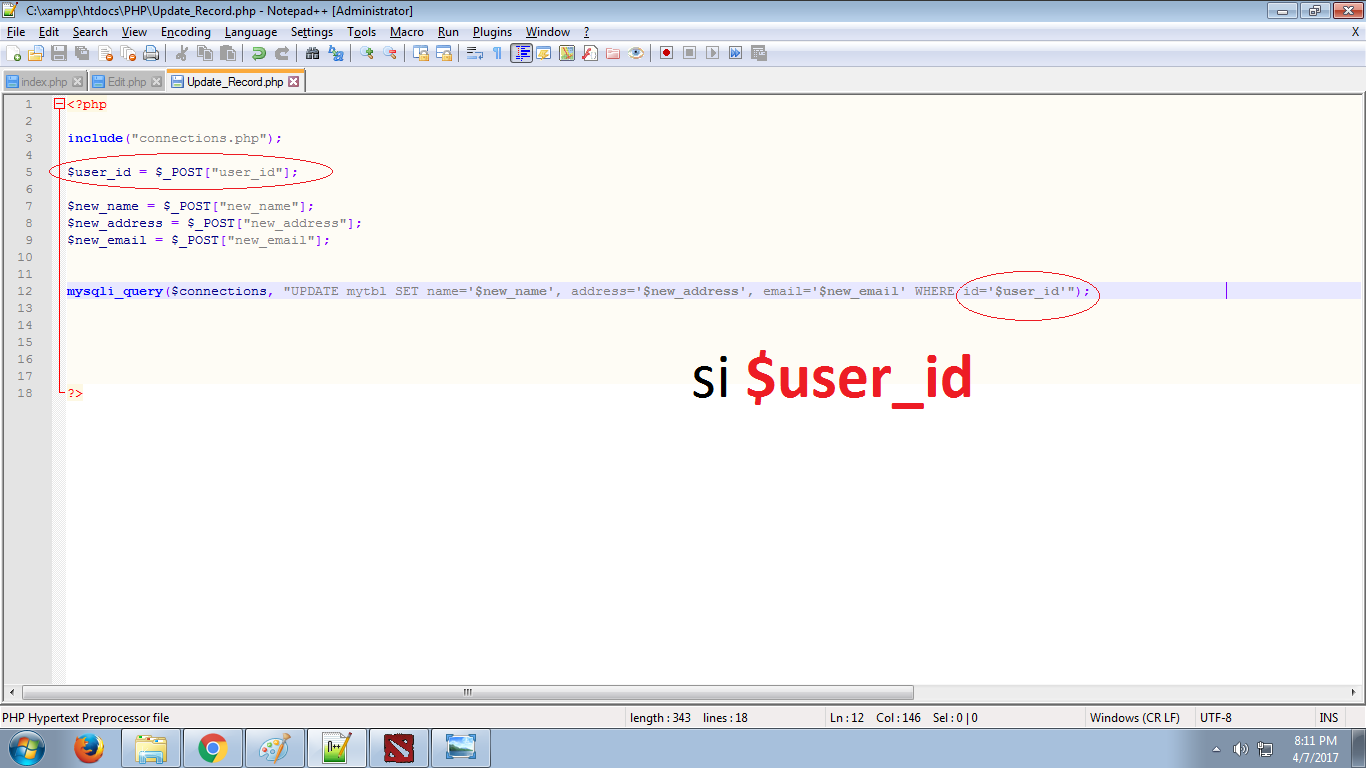 C:\xampp\htdocs\PHP\Update_Record.php - Notepad++ [Administrator]
File Edit Search View Encoding Language Settings Tools Macro Run Plugins Window ? X
index.php Edit.php Update_Record.php
1 <?php
2
3 include("connections.php");
4
5 $user_id = $_POST["user_id"];
6
7 $new_name = $_POST["new_name"];
8 $new_address = $_POST["new_address"];
9 $new_email = $_POST["new_email"];
10
11
12 mysqli_query($connections, "UPDATE mytbl SET name='$new_name', address='$new_address', email='$new_email' WHERE id='$user_id'");
13
14
15
16
17
18 ?>
si $user_id
PHP Hypertext Preprocessor file length : 343 lines : 18 Ln : 12 Col : 146 Sel : 0 | 0 Windows (CR LF) UTF-8 INS
8:11 PM
4/7/2017